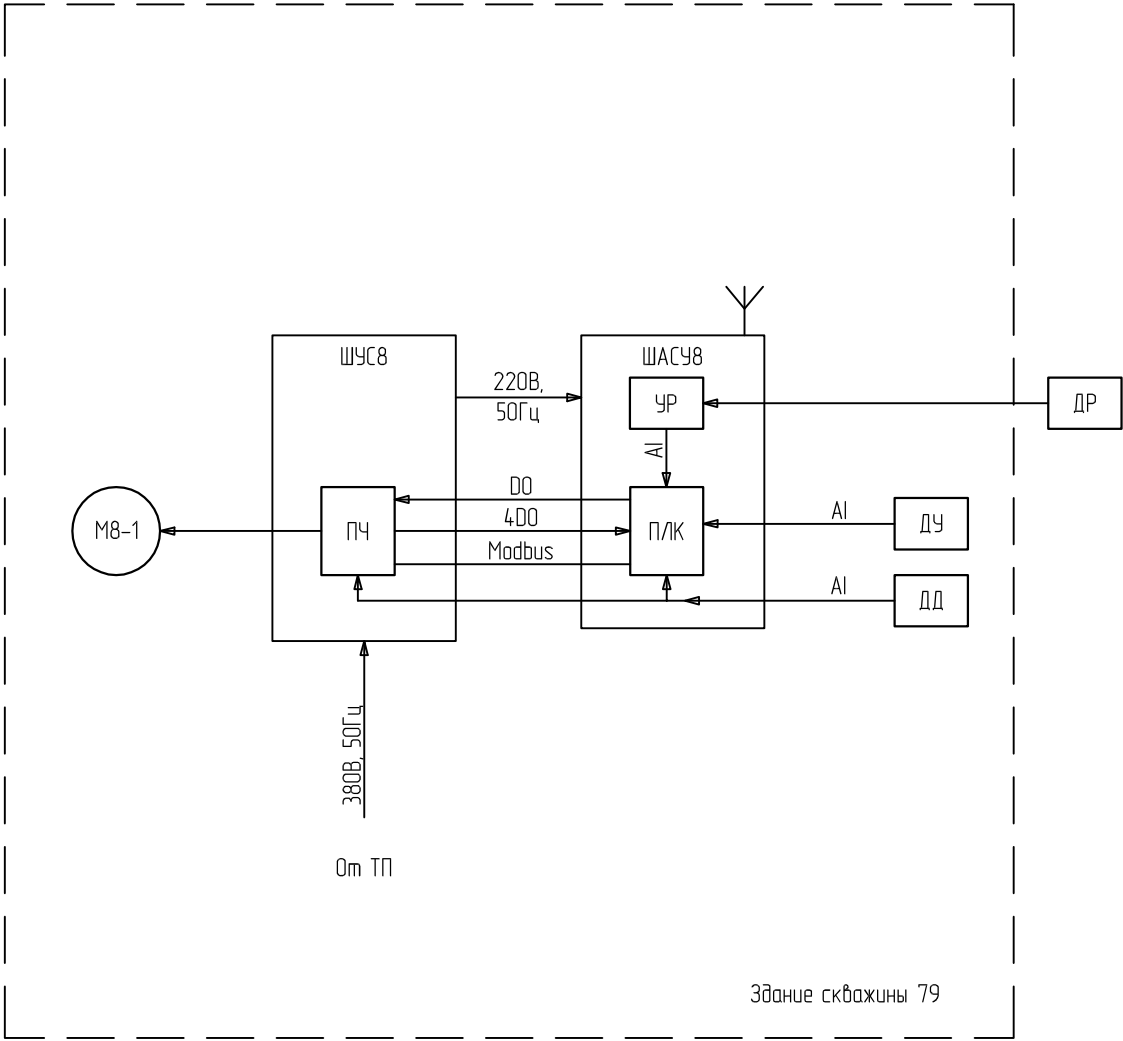 ШУС8
ШАСУ8
220В,
50Гц
УР
ДР
AI
DO
4DO
Modbus
М8-1
ПЧ
ПЛК
AI
ДУ
AI
ДД
380В, 50Гц
От ТП
Здание скважины 79